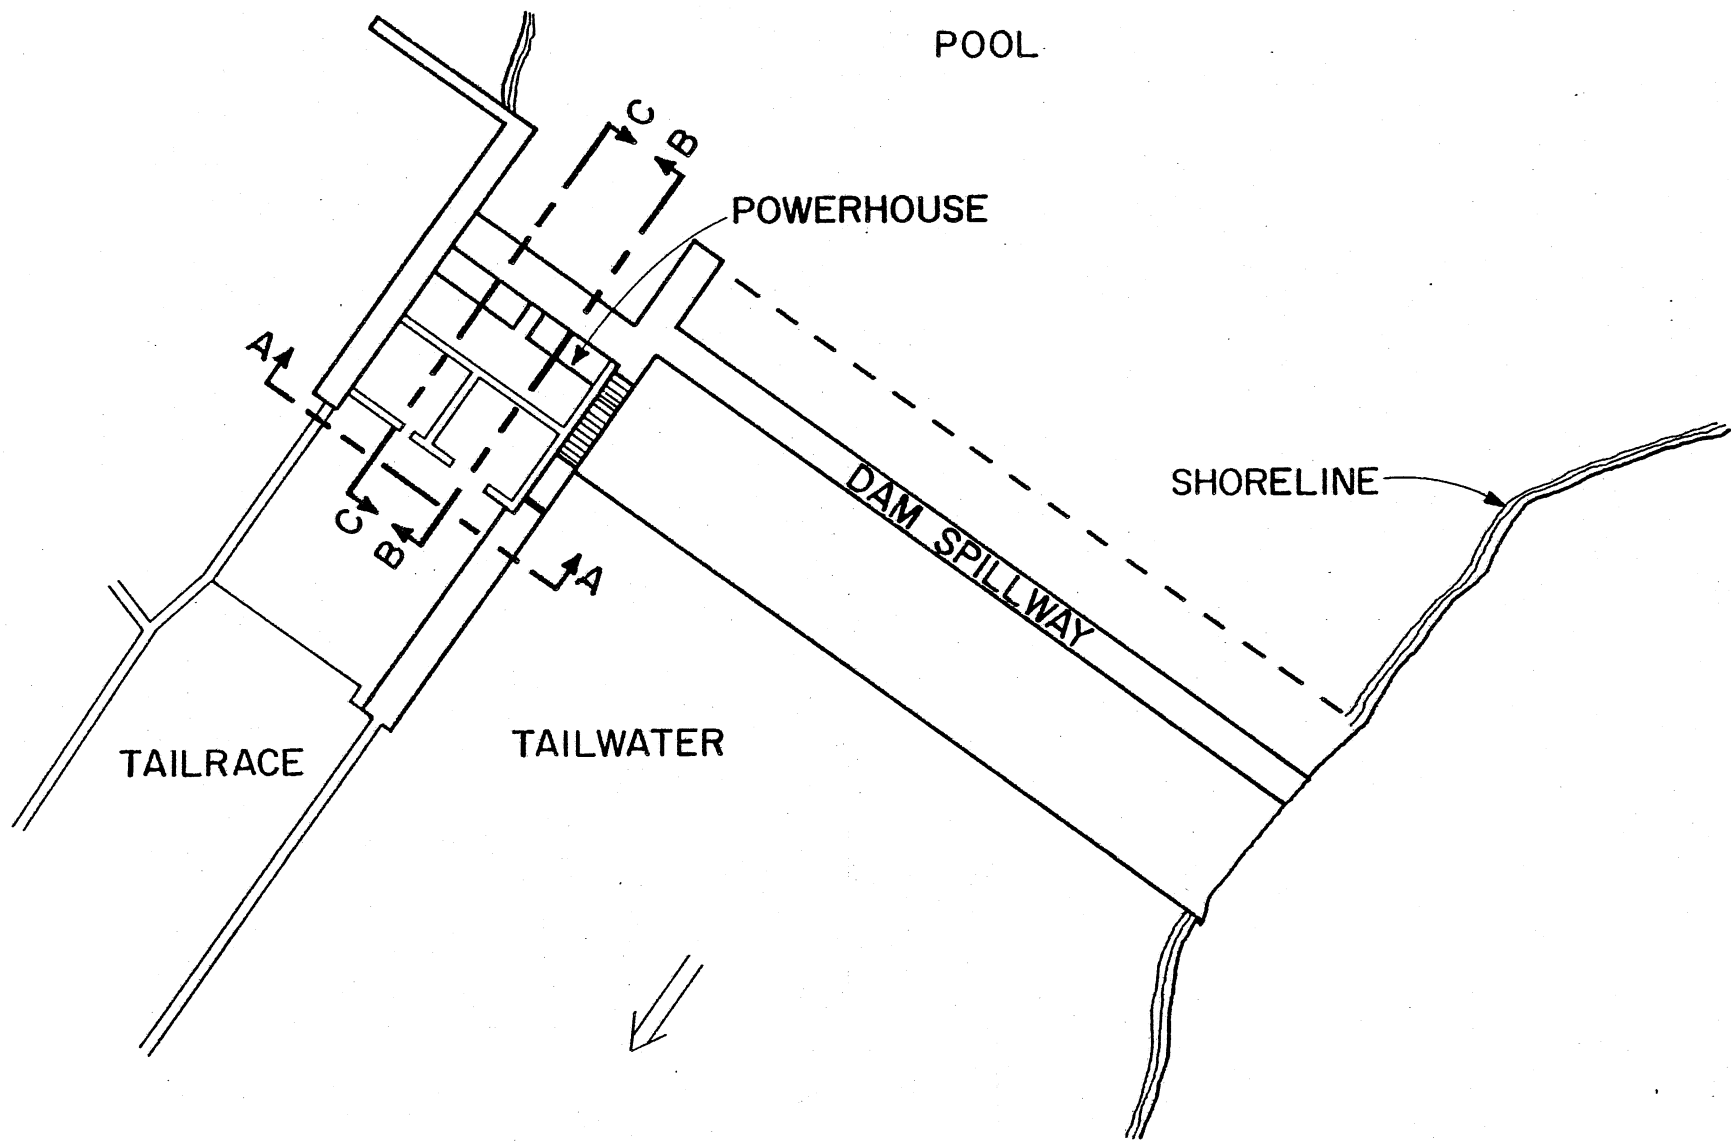 POOL
C
B
POWERHOUSE
A
SHORELINE
DAM SPILLWAY
C
B
A
TAILRACE
TAILWATER